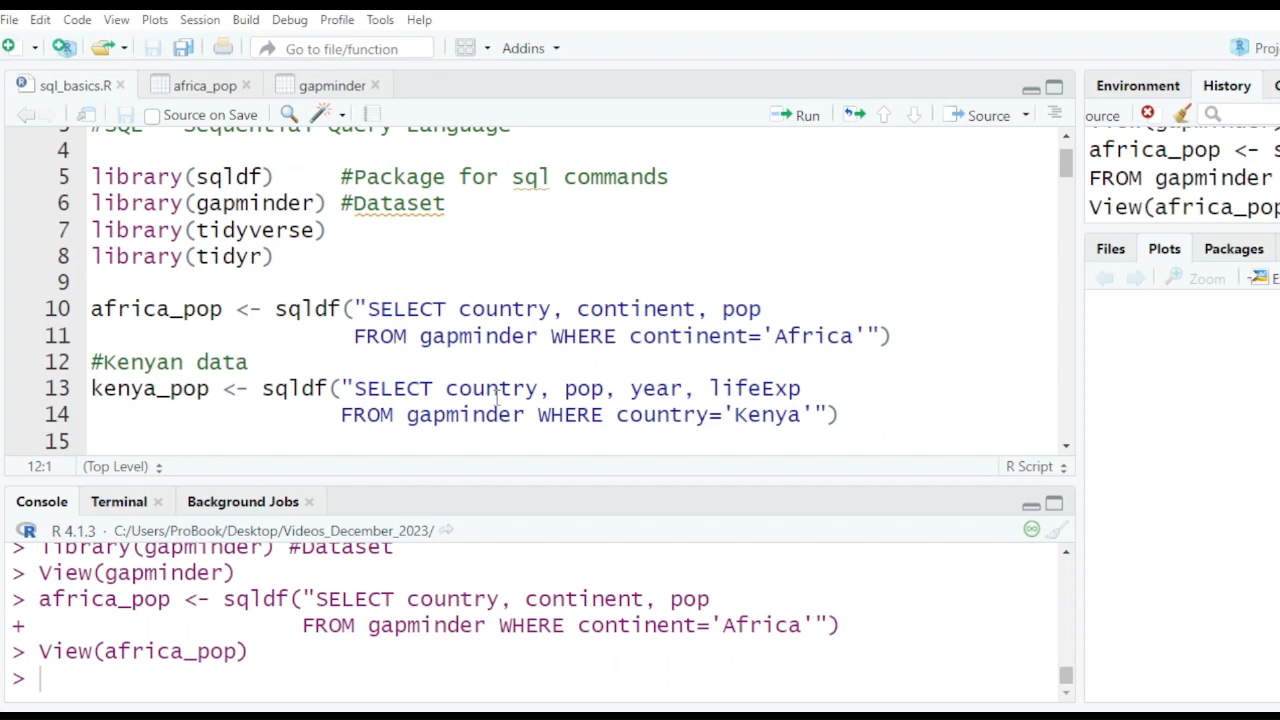 File Edit Code View Plots Session Build Debug Profile Tools Help
Go to file/function Addins
sql_basics.R africa_pop gapminder
Source on Save Run Source
#SQL - Sequential Query Language
4
5 library(sqldf) #Package for sql commands
6 library(gapminder) #Dataset
7 library(tidyverse)
8 library(tidyr)
9
10 africa_pop <- sqldf("SELECT country, continent, pop
11 FROM gapminder WHERE continent='Africa'")
12 #Kenyan data
13 kenya_pop <- sqldf("SELECT country, pop, year, lifeExp
14 FROM gapminder WHERE country='Kenya'")
15
12:1 (Top Level) R Script
Console Terminal Background Jobs
R 4.1.3 · C:/Users/ProBook/Desktop/Videos_December_2023/
> library(gapminder) #Dataset
> View(gapminder)
> africa_pop <- sqldf("SELECT country, continent, pop
+ FROM gapminder WHERE continent='Africa'")
> View(africa_pop)
>
Environment History
ource
africa_pop <- s
FROM gapminder
View(africa_pop
Files Plots Packages
Zoom